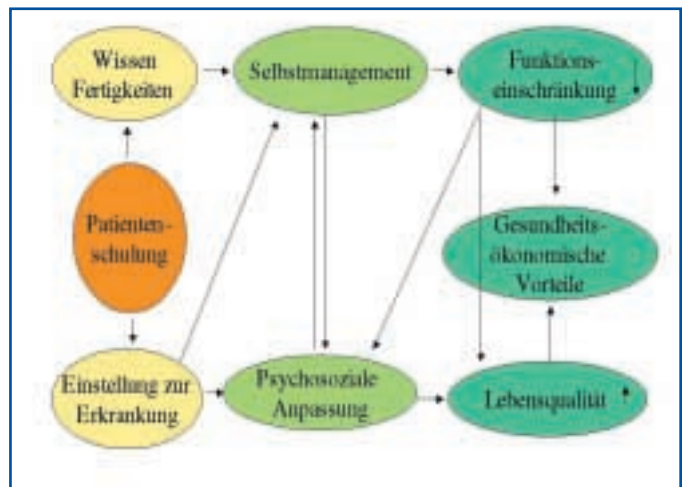 Wissen
Fertigkeiten
Selbstmanagement
Funktions-
einschränkung
Patienten-
schulung
Gesundheits-
ökonomische
Vorteile
Einstellung zur
Erkrankung
Psychosoziale
Anpassung
Lebensqualität